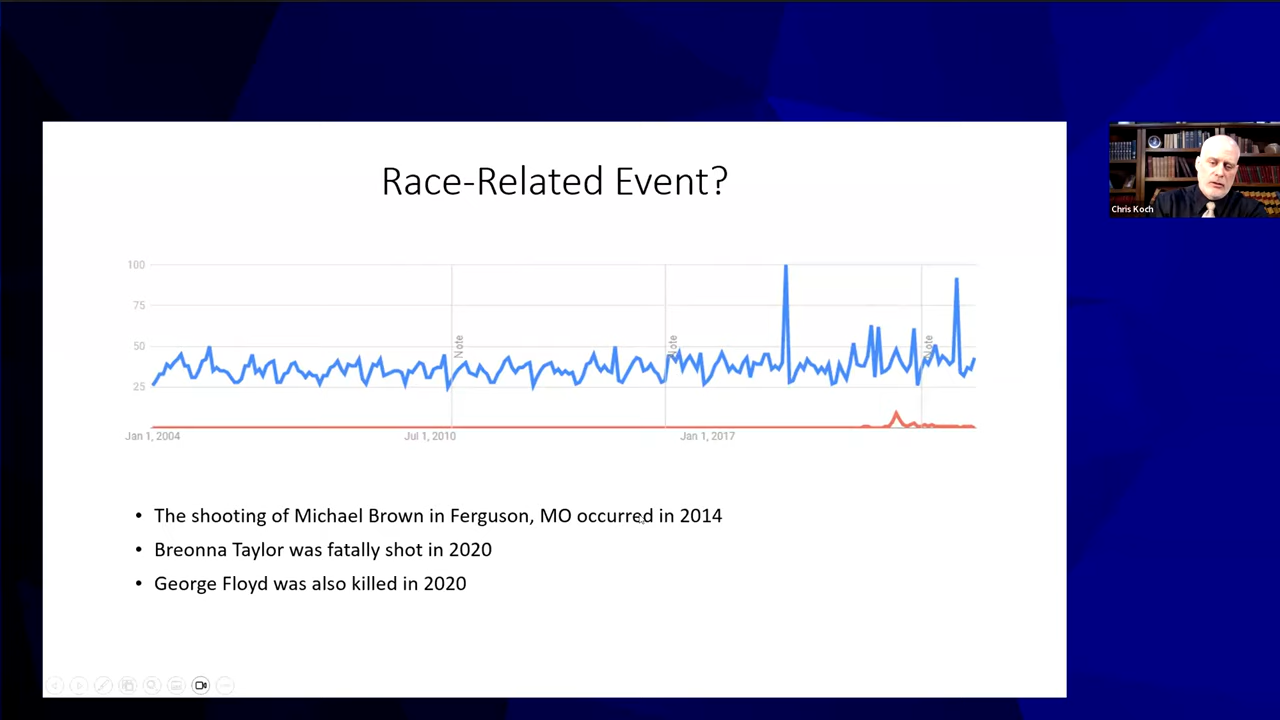 Race-Related Event?
Chris Koch
100
75
50
25
Note
Note
Note
Jan 1, 2004
Jul 1, 2010
Jan 1, 2017
• The shooting of Michael Brown in Ferguson, MO occurred in 2014
• Breonna Taylor was fatally shot in 2020
• George Floyd was also killed in 2020